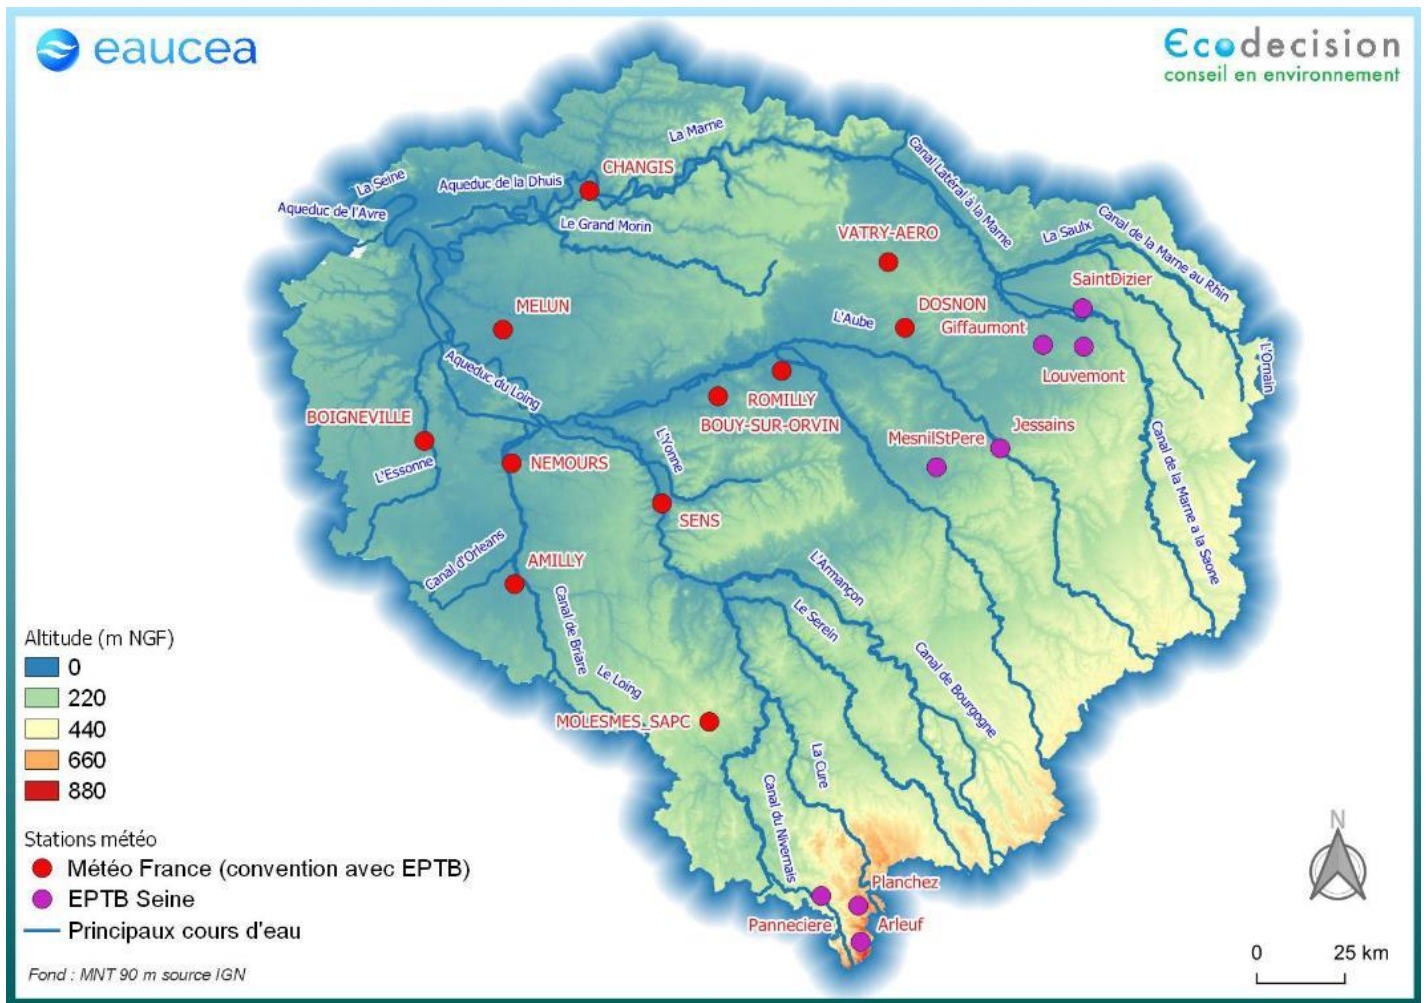 eaucea
Ecodecision
conseil en environnement
La Marne
CHANGIS
La Seine
Aqueduc de la Dhuis
Aqueduc de l'Avre
Le Grand Morin
Canal Latéral à la Marne
La Saulx
Canal de la Marne au Rhin
VATRY-AERO
SaintDizier
MELUN
L'Aube
DOSNON
Giffaumont
L'Ornain
Aqueduc du Loing
Louvemont
ROMILLY
BOIGNEVILLE
BOUY-SUR-ORVIN
MesnilStPere
Jessains
L'Yonne
L'Essonne
NEMOURS
Canal de la Marne a la Saone
SENS
Canal d'Orleans
AMILLY
L'Armançon
Canal de Briare
Le Serein
Altitude (m NGF)
0
220
440
660
880
Le Loing
Canal de Bourgogne
MOLESMES_SAPC
La Cure
Canal du Nivernais
Stations météo
Météo France (convention avec EPTB)
EPTB Seine
Principaux cours d'eau
Planchez
Panneciere
Arleuf
N
0 25 km
Fond : MNT 90 m source IGN